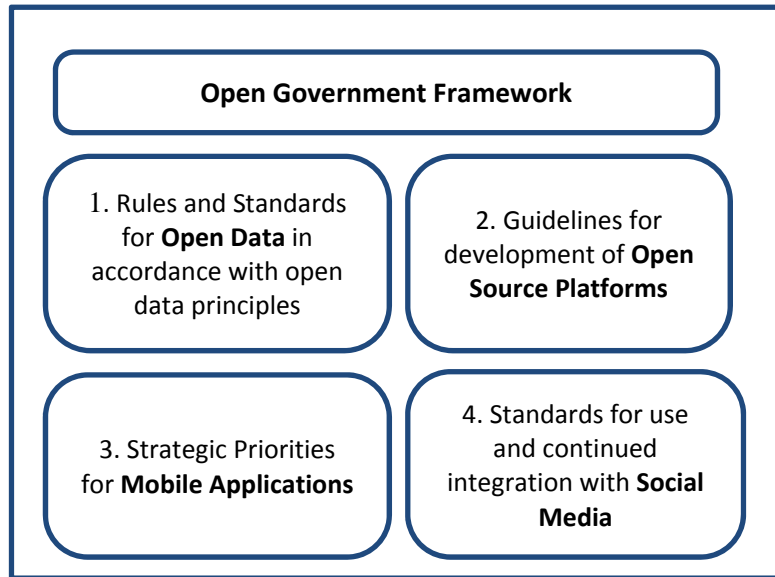 Open Government Framework
1. Rules and Standards
for Open Data in
accordance with open
data principles
2. Guidelines for
development of Open
Source Platforms
3. Strategic Priorities
for Mobile Applications
4. Standards for use
and continued
integration with Social
Media